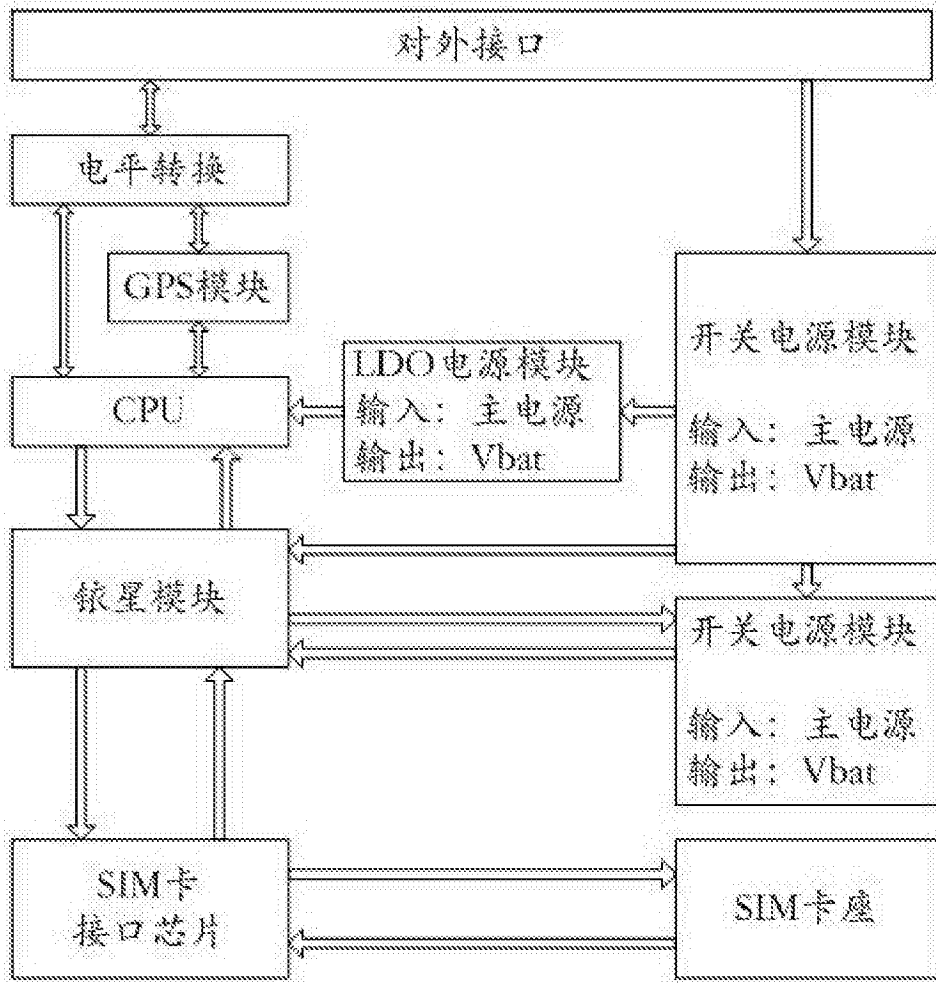 对外接口
电平转换
GPS模块
CPU
LDO电源模块
输入：主电源
输出：Vbat
开关电源模块
输入：主电源
输出：Vbat
铱星模块
开关电源模块
输入：主电源
输出：Vbat
SIM卡
接口芯片
SIM卡座